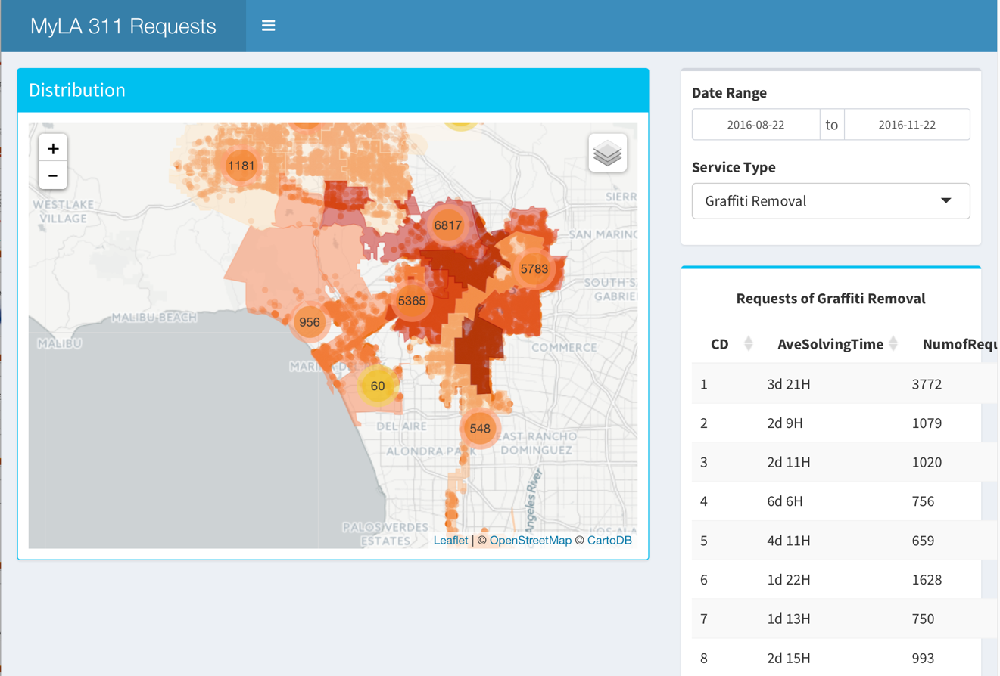 MyLA 311 Requests
Distribution
+
−
1181
6817
5783
5365
956
60
548
WESTLAKE
VILLAGE
SIERR
SAN MARINO
SOUTH S
GABRIEL
MALIBU BEACH
MALIBU
COMMERCE
DEL AIRE
ALONDRA PARK
EAST RANCHO
DOMINGUEZ
Angeles River
PALOS VERDES
ESTATES
LOS ALA
Leaflet | © OpenStreetMap © CartoDB
Date Range
2016-08-22 to 2016-11-22
Service Type
Graffiti Removal
Requests of Graffiti Removal
CD AveSolvingTime NumofRequ
1 3d 21H 3772
2 2d 9H 1079
3 2d 11H 1020
4 6d 6H 756
5 4d 11H 659
6 1d 22H 1628
7 1d 13H 750
8 2d 15H 993